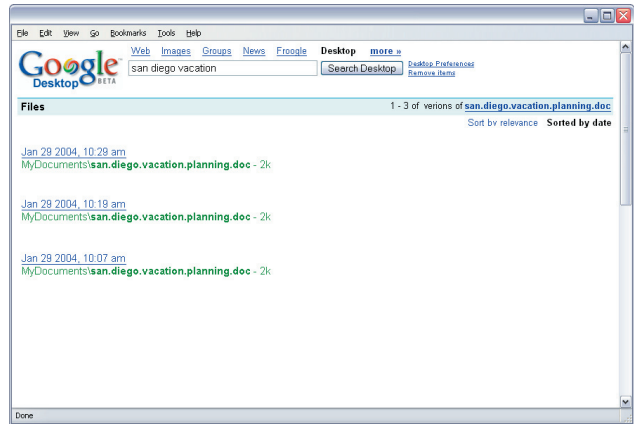 File Edit View Go Bookmarks Tools Help
Web Images Groups News Froogle Desktop more »
Google Desktop BETA
san diego vacation Search Desktop Desktop Preferences
Remove items
Files 1 - 3 of verions of san.diego.vacation.planning.doc
Sort by relevance Sorted by date
Jan 29 2004, 10:29 am
MyDocuments\san.diego.vacation.planning.doc - 2k
Jan 29 2004, 10:19 am
MyDocuments\san.diego.vacation.planning.doc - 2k
Jan 29 2004, 10:07 am
MyDocuments\san.diego.vacation.planning.doc - 2k
Done